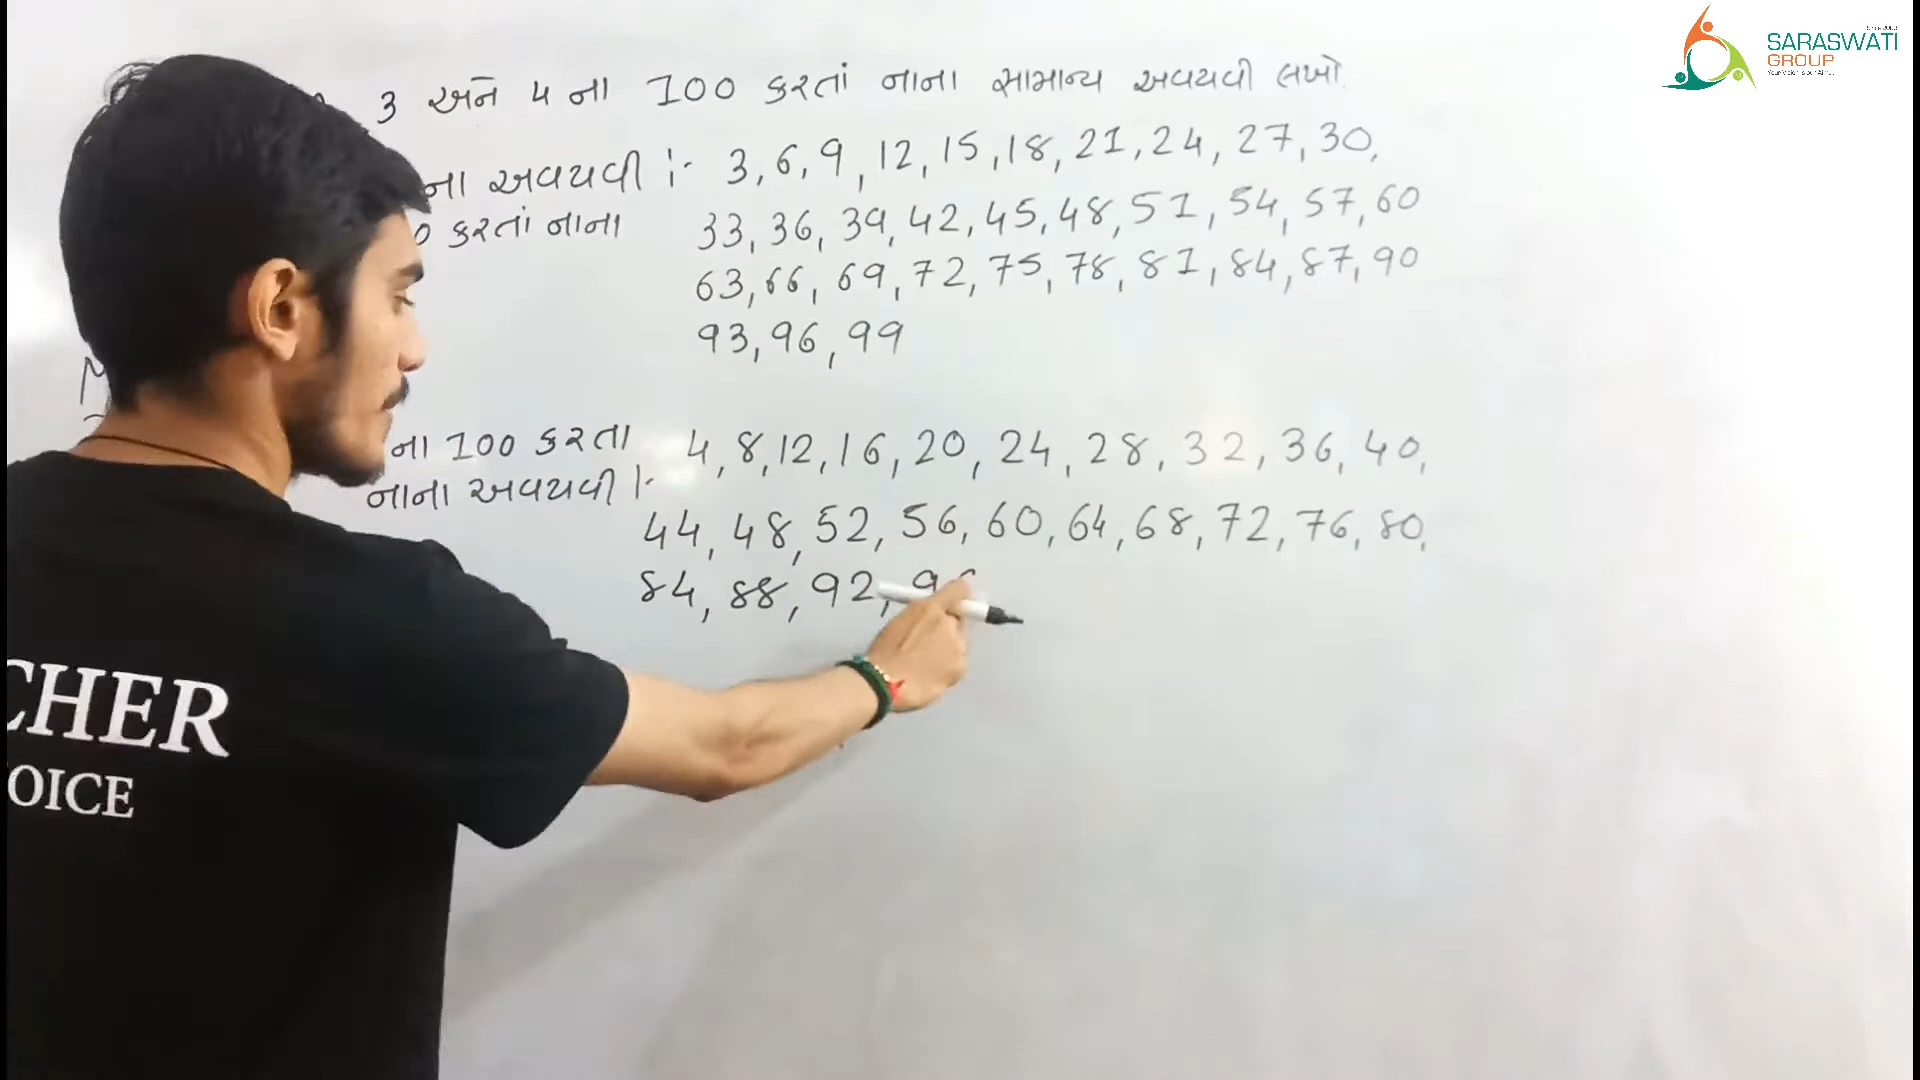 3 અને 4 ના 100 કરતાં નાના સામાન્ય અવયવી લખો.
ના અવયવી :- 3, 6, 9, 12, 15, 18, 21, 24, 27, 30,
કરતાં નાના 33, 36, 39, 42, 45, 48, 51, 54, 57, 60
63, 66, 69, 72, 75, 78, 81, 84, 87, 90
93, 96, 99
ના 100 કરતા 4, 8, 12, 16, 20, 24, 28, 32, 36, 40,
નાના અવયવી :-
44, 48, 52, 56, 60, 64, 68, 72, 76, 80,
84, 88, 92,
CHER
OICE
SARASWATI
GROUP